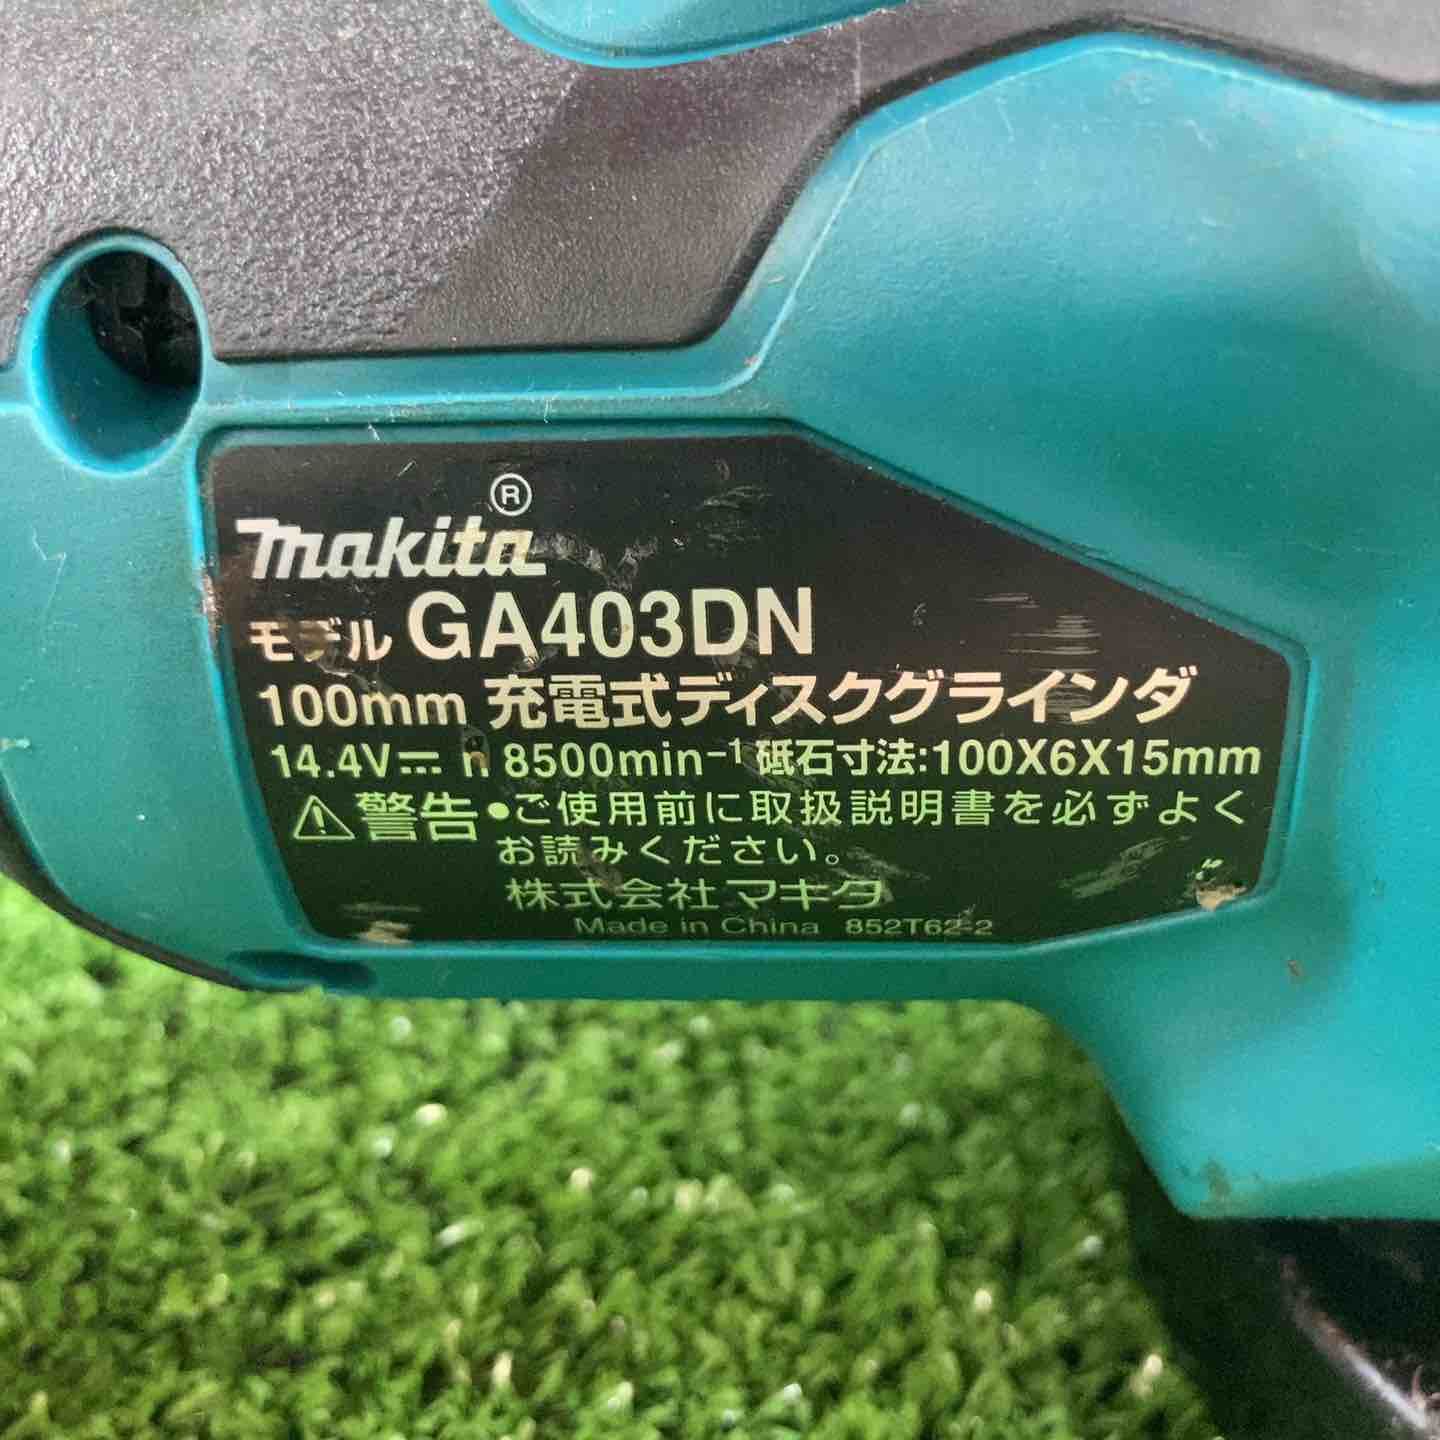 makita®
モデル GA403DN
100mm 充電式ディスクグラインダ
14.4V⎓ n 8500min⁻¹ 砥石寸法:100X6X15mm
⚠警告 •ご使用前に取扱説明書を必ずよく
お読みください。
株式会社マキタ
Made in China 852T62-2